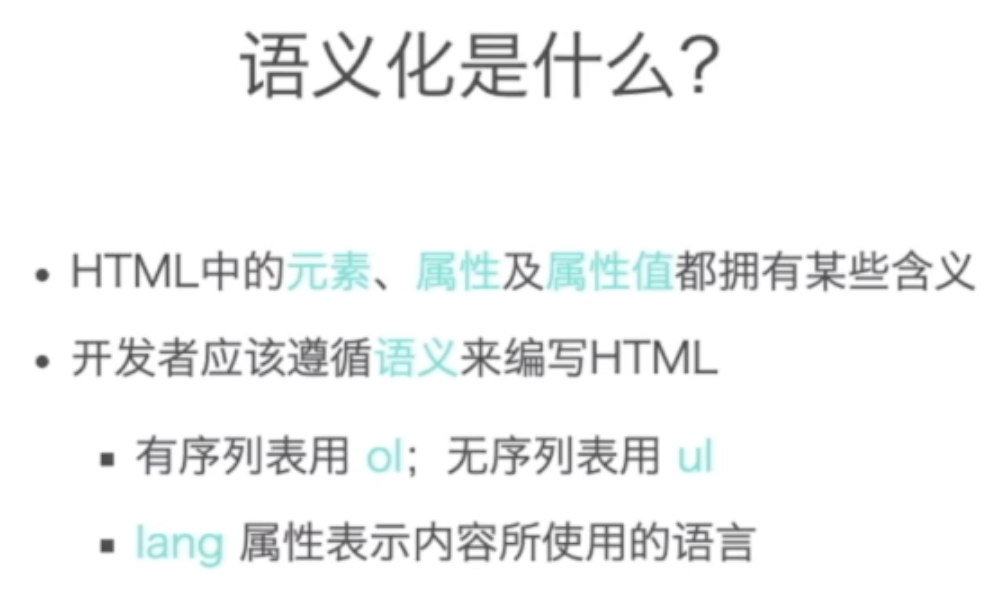 语义化是什么?
• HTML中的元素、属性及属性值都拥有某些含义
• 开发者应该遵循语义来编写HTML
▪ 有序列表用 ol；无序列表用 ul
▪ lang 属性表示内容所使用的语言